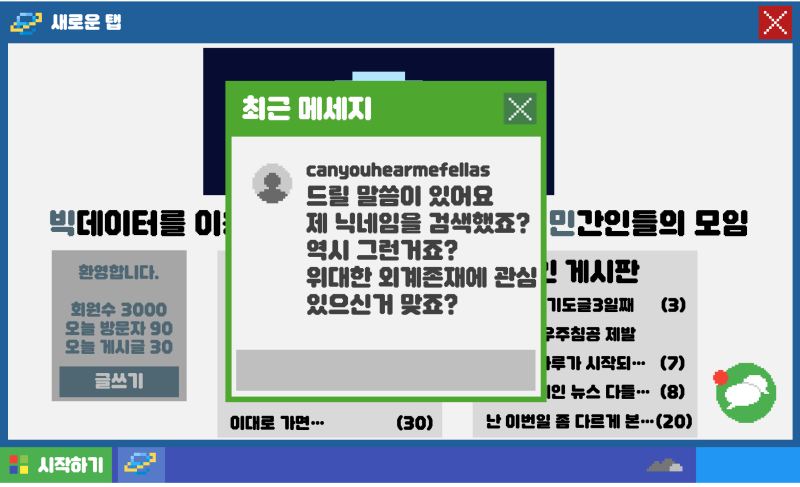 새로운 탭
최근 메세지
canyouhearmefellas
드릴 말씀이 있어요
제 닉네임을 검색했죠?
역시 그런거죠?
위대한 외계존재에 관심
있으신거 맞죠?
빅데이터를 이
민간인들의 모임
환영합니다.
회원수 3000
오늘 방문자 90
오늘 게시글 30
글쓰기
이대로 가면… (30)
인 게시판
기도글3일째 (3)
우주침공 제발
하루가 시작되… (7)
인 뉴스 다들… (8)
난 이번일 좀 다르게 본…(20)
시작하기